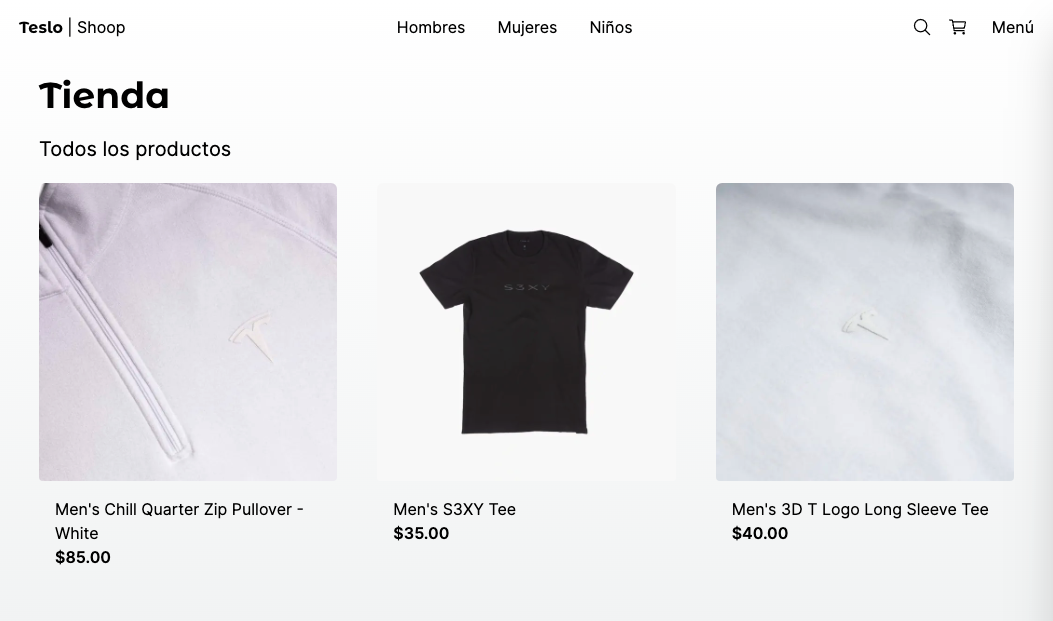 Teslo | Shoop
Hombres Mujeres Niños
Menú
Tienda
Todos los productos
S3XY
Men's Chill Quarter Zip Pullover -
White
$85.00
Men's S3XY Tee
$35.00
Men's 3D T Logo Long Sleeve Tee
$40.00